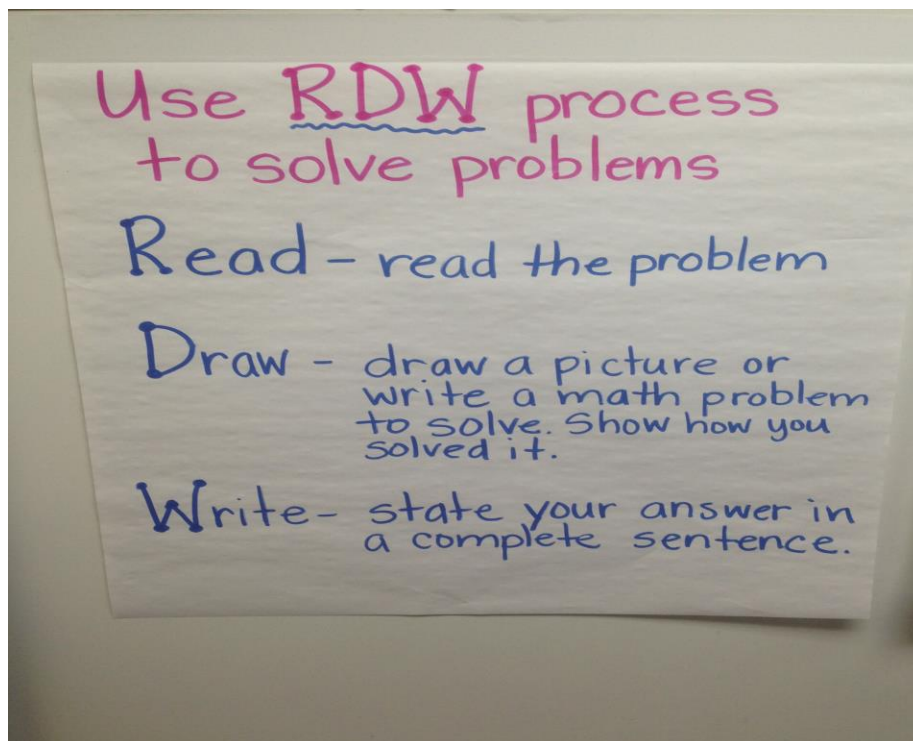 Use RDW process
to solve problems
Read - read the problem
Draw - draw a picture or
write a math problem
to solve. Show how you
solved it.
Write - state your answer in
a complete sentence.